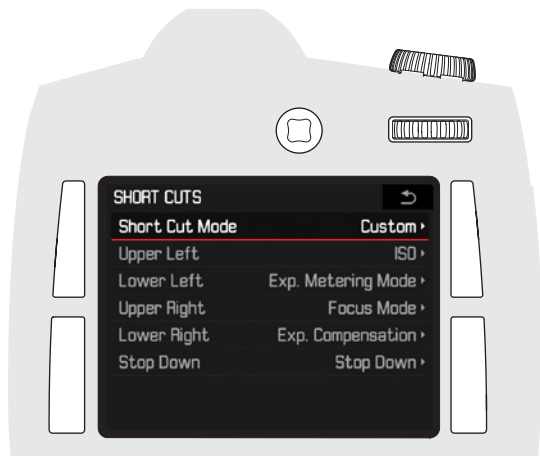 SHORT CUTS
Short Cut Mode Custom
Upper Left ISO
Lower Left Exp. Metering Mode
Upper Right Focus Mode
Lower Right Exp. Compensation
Stop Down Stop Down